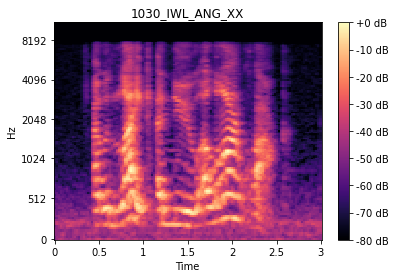 1030_IWL_ANG_XX
8192
4096
2048
1024
512
0
Hz
0
0.5
1
1.5
2
2.5
3
Time
+0 dB
-10 dB
-20 dB
-30 dB
-40 dB
-50 dB
-60 dB
-70 dB
-80 dB